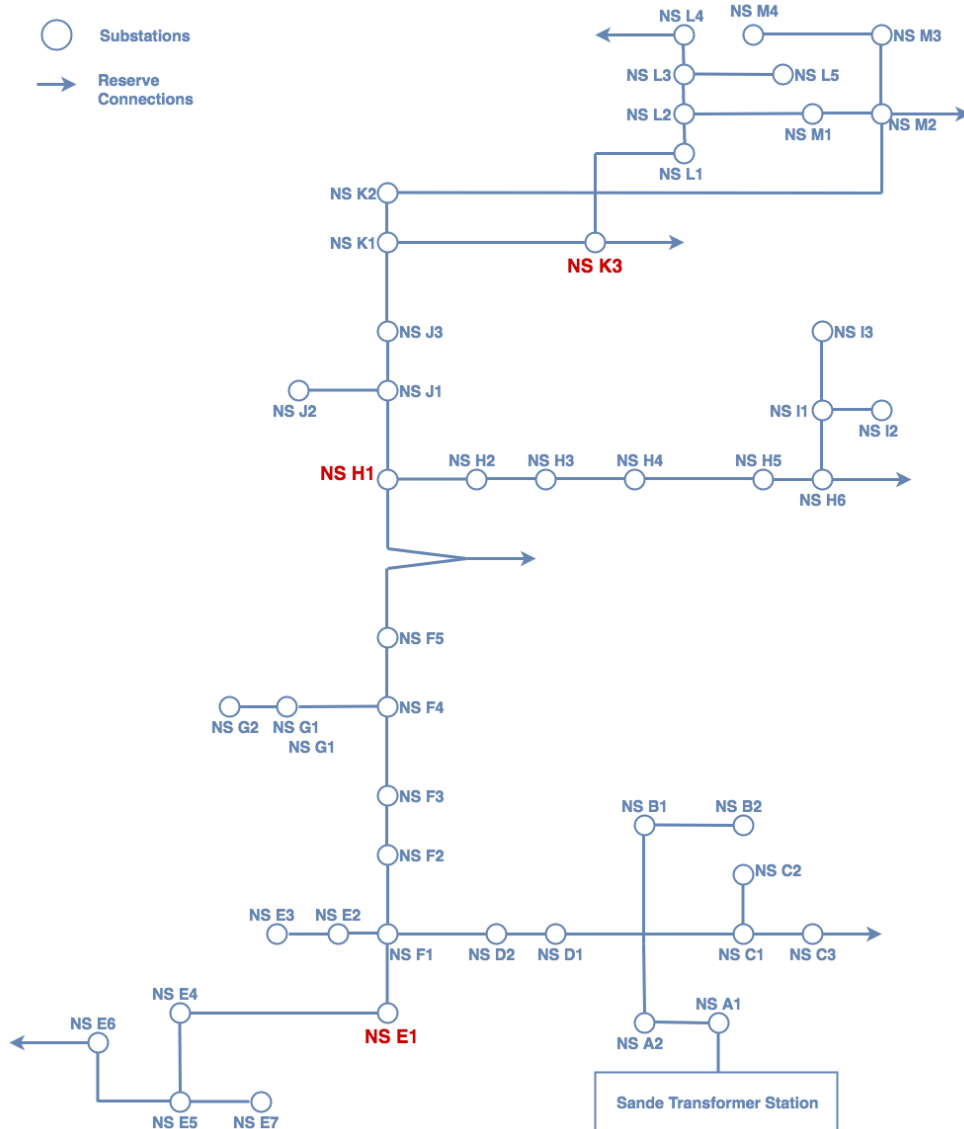 Substations
Reserve
Connections
NS L4
NS M4
NS M3
NS L3
NS L5
NS L2
NS M1
NS M2
NS L1
NS K2
NS K1
NS K3
NS J3
NS I3
NS J1
NS J2
NS I1
NS I2
NS H1
NS H2
NS H3
NS H4
NS H5
NS H6
NS F5
NS F4
NS G2
NS G1
NS G1
NS F3
NS B1
NS B2
NS F2
NS C2
NS E3
NS E2
NS F1
NS D2
NS D1
NS C1
NS C3
NS E4
NS A1
NS E6
NS E1
NS A2
NS E5
NS E7
Sande Transformer Station